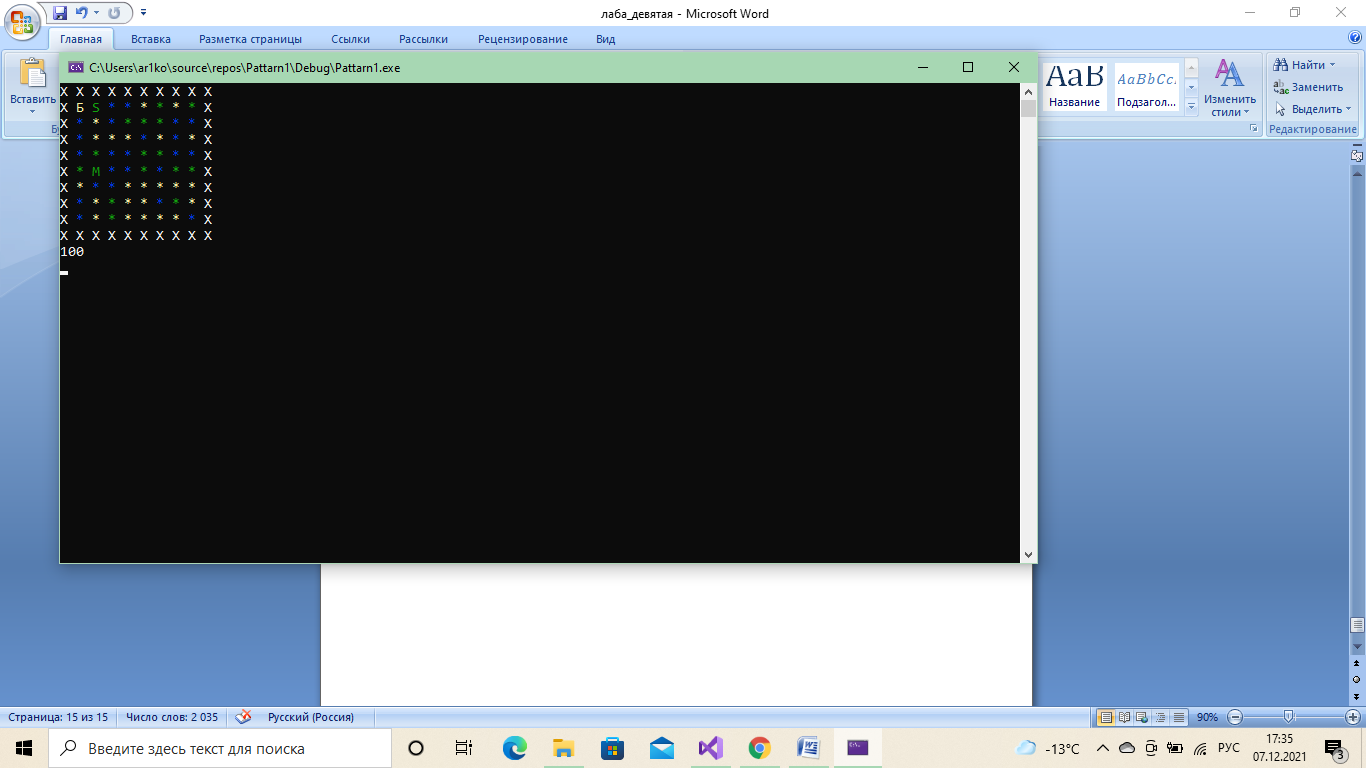 лаба_девятая - Microsoft Word
Главная Вставка Разметка страницы Ссылки Рассылки Рецензирование Вид
Вставить
C:\Users\ar1ko\source\repos\Pattarn1\Debug\Pattarn1.exe
X X X X X X X X X X
X Б S * * * * * * X
X * * * * * * * * X
X * * * * * * * * X
X * * * * * * * * X
X * M * * * * * * X
X * * * * * * * * X
X * * * * * * * * X
X * * * * * * * * X
X X X X X X X X X X
100
АаВ AaBbCc.
Название Подзагол...
Изменить
стили
Найти
Заменить
Выделить
Редактирование
Страница: 15 из 15 Число слов: 2 035 Русский (Россия) 90%
Введите здесь текст для поиска
-13°C РУС
17:35
07.12.2021
3